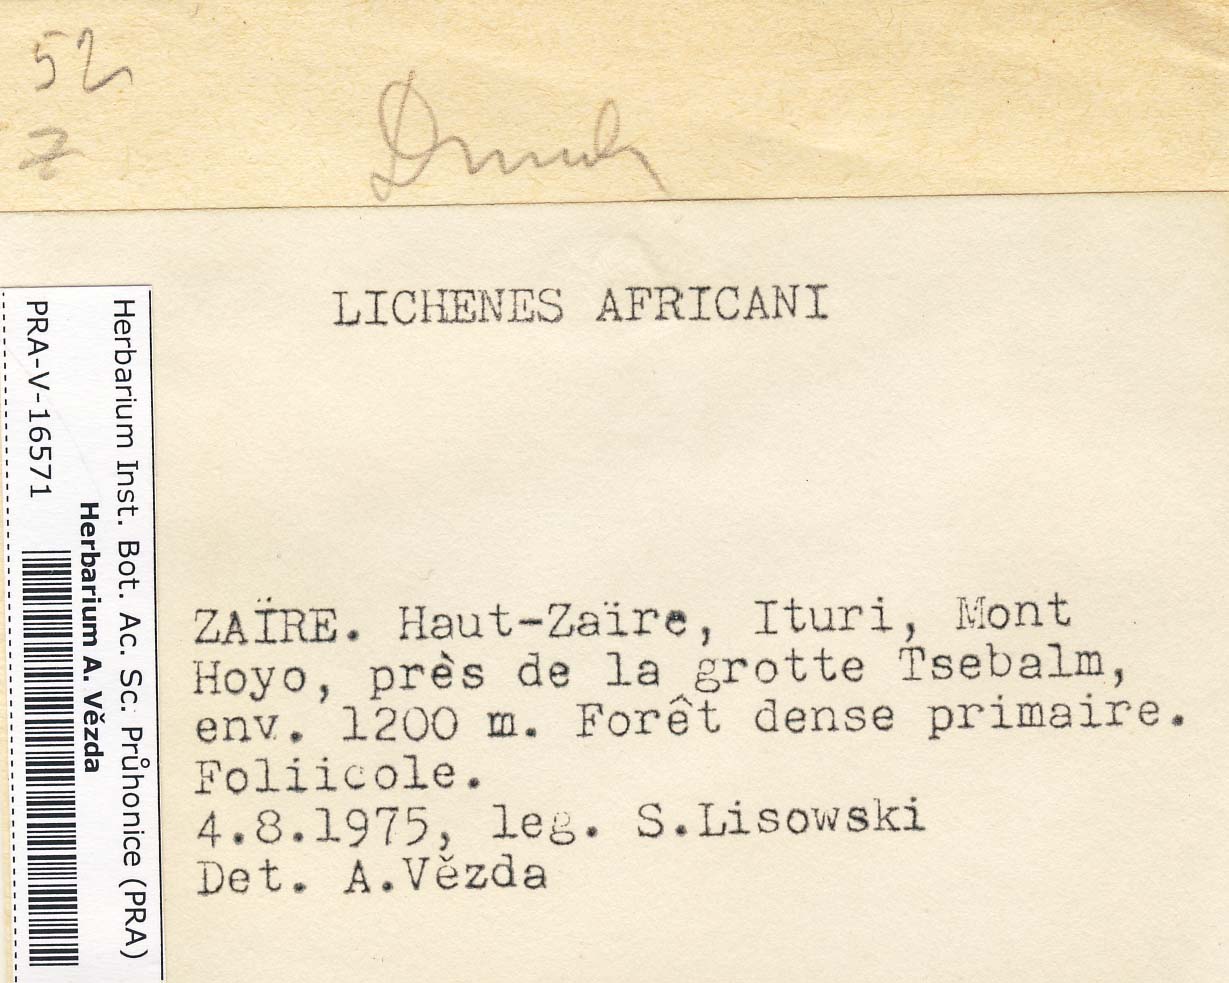 52
LICHENES AFRICANI
ZAÏRE. Haut-Zaïre, Ituri, Mont
Hoyo, près de la grotte Tsebalm,
env. 1200 m. Forêt dense primaire.
Foliicole.
4.8.1975, leg. S.Lisowski
Det. A.Vězda
Herbarium Inst. Bot. Ac. Sc. Průhonice (PRA)
Herbarium A. Vězda
PRA-V-16571